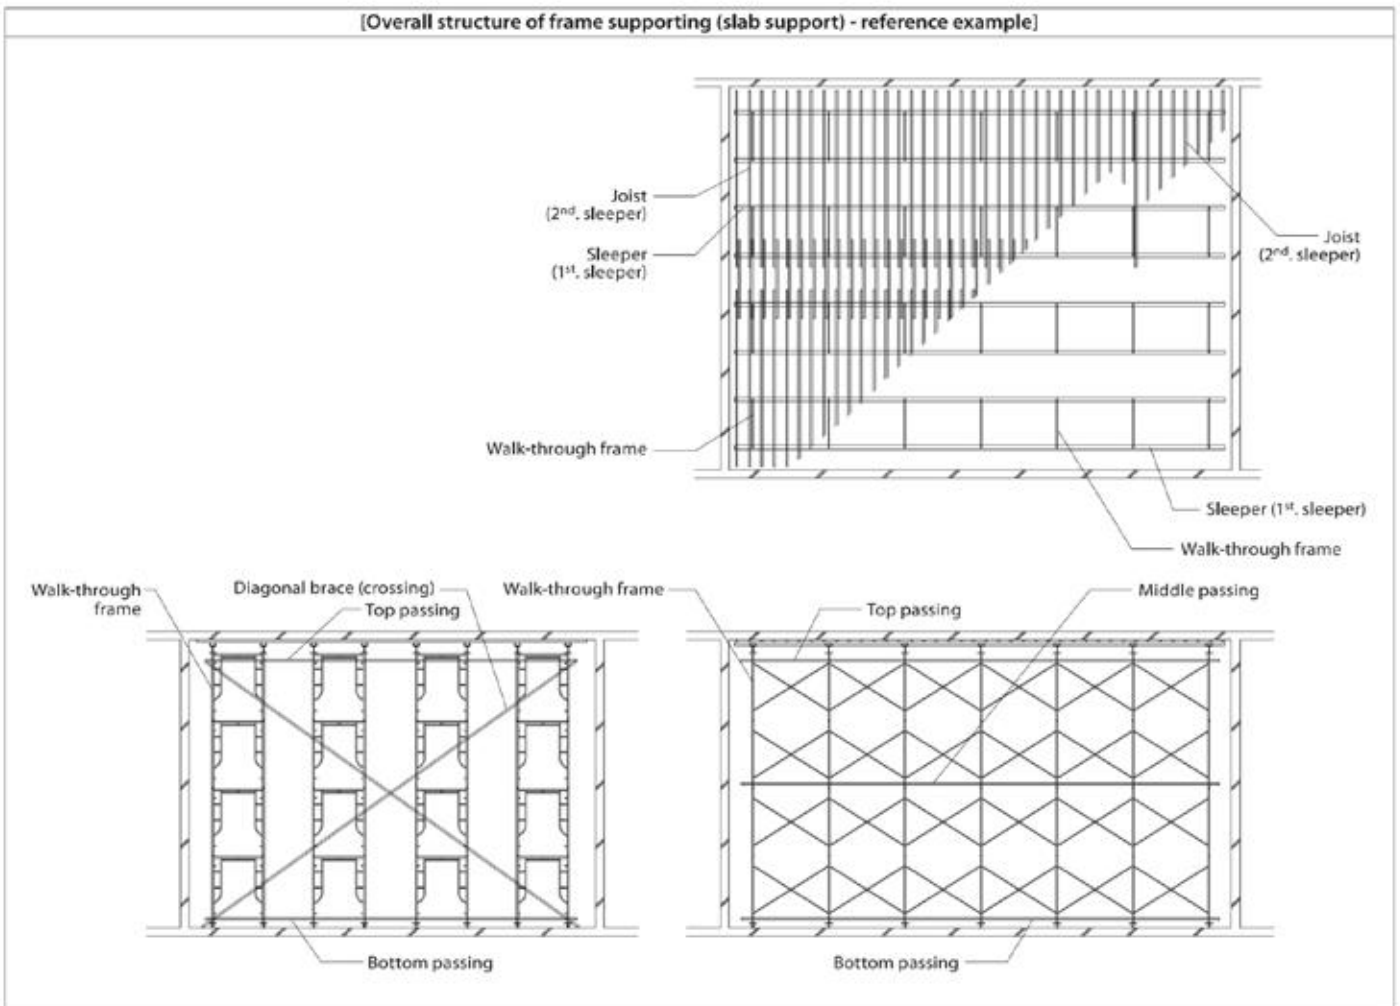 [Overall structure of frame supporting (slab support) - reference example]
Joist
(2nd. sleeper)
Sleeper
(1st. sleeper)
Joist
(2nd. sleeper)
Walk-through frame
Sleeper (1st. sleeper)
Walk-through frame
Walk-through
frame
Diagonal brace (crossing)
Top passing
Walk-through frame
Top passing
Middle passing
Bottom passing
Bottom passing